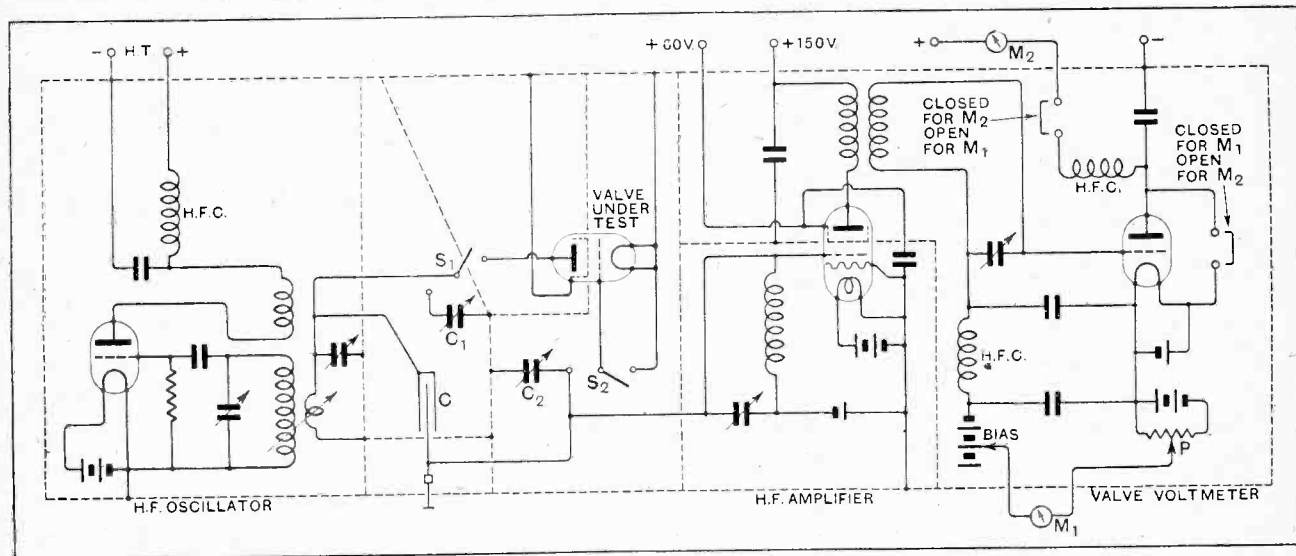 - H.T. +
+60V.
+150V.
+
M2
-
CLOSED
FOR M2
OPEN
FOR M1
CLOSED
FOR M1
OPEN
FOR M2
H.F.C.
H.F.C.
VALVE
UNDER
TEST
S1
C1
C2
S2
C
H.F.C.
BIAS
P
H.F. OSCILLATOR
H.F. AMPLIFIER
M1
VALVE VOLTMETER